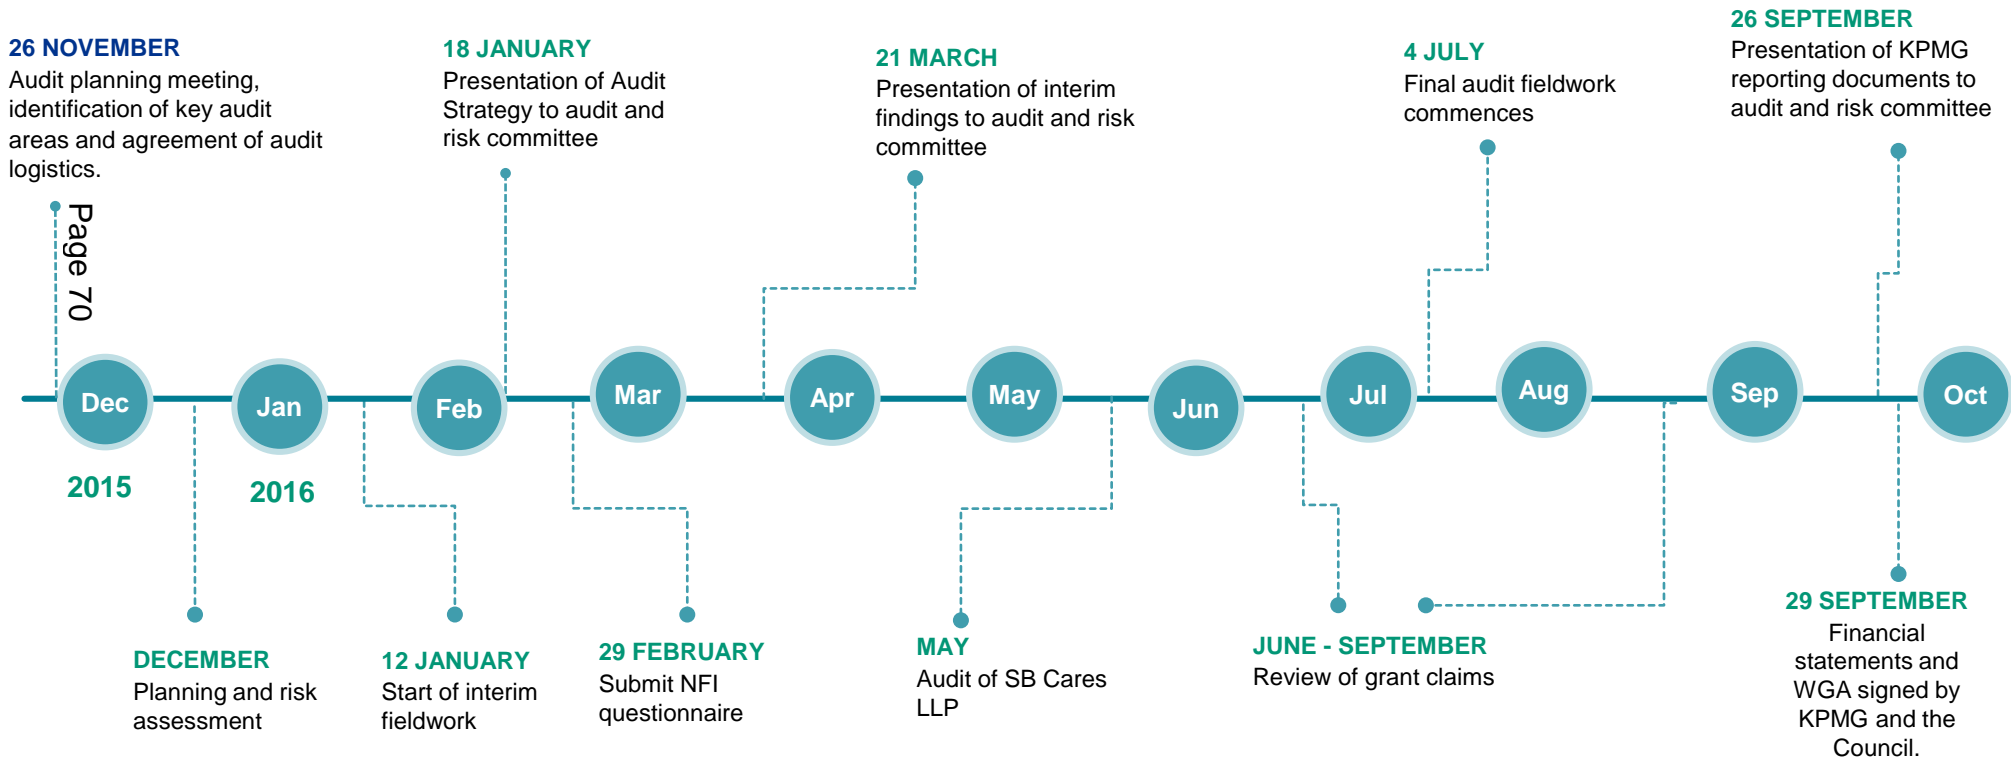 26 NOVEMBER
Audit planning meeting,
identification of key audit
areas and agreement of audit
logistics.
18 JANUARY
Presentation of Audit
Strategy to audit and
risk committee
21 MARCH
Presentation of interim
findings to audit and risk
committee
4 JULY
Final audit fieldwork
commences
26 SEPTEMBER
Presentation of KPMG
reporting documents to
audit and risk committee
Page 70
Dec
Jan
Feb
Mar
Apr
May
Jun
Jul
Aug
Sep
Oct
2015
2016
DECEMBER
Planning and risk
assessment
12 JANUARY
Start of interim
fieldwork
29 FEBRUARY
Submit NFI
questionnaire
MAY
Audit of SB Cares
LLP
JUNE - SEPTEMBER
Review of grant claims
29 SEPTEMBER
Financial
statements and
WGA signed by
KPMG and the
Council.